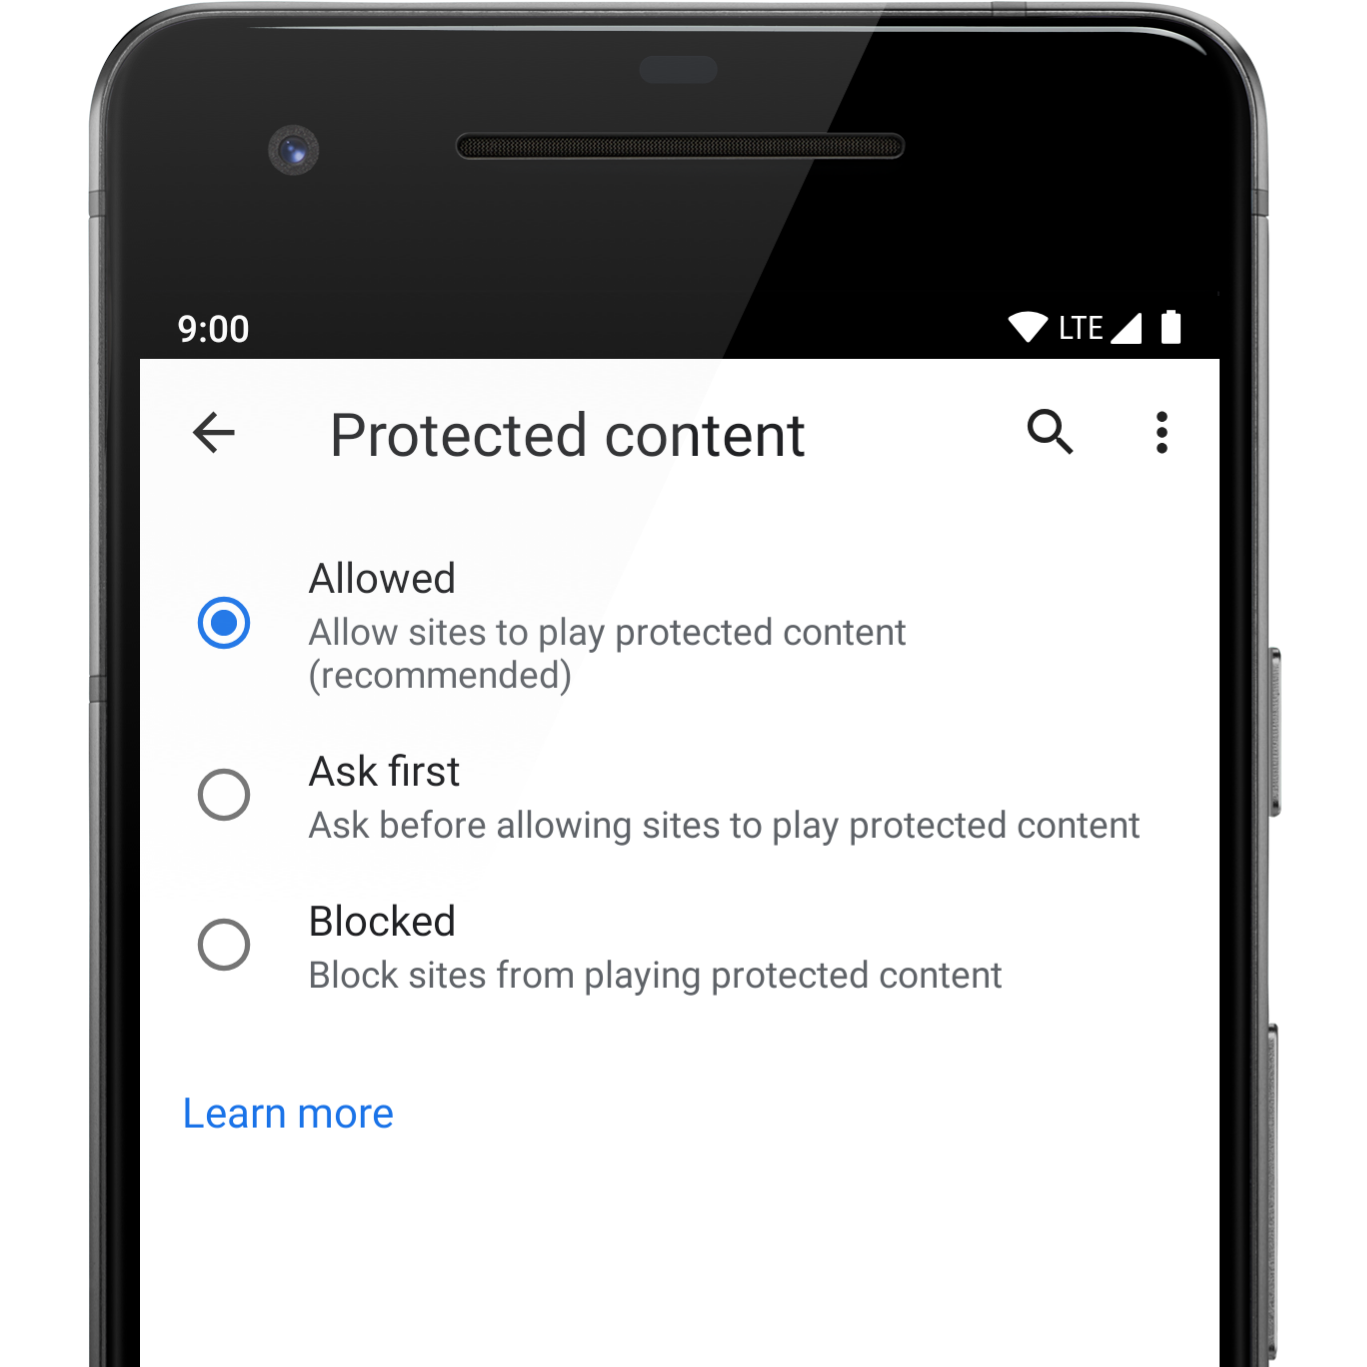 9:00 LTE
Protected content
Allowed
Allow sites to play protected content
(recommended)
Ask first
Ask before allowing sites to play protected content
Blocked
Block sites from playing protected content
Learn more